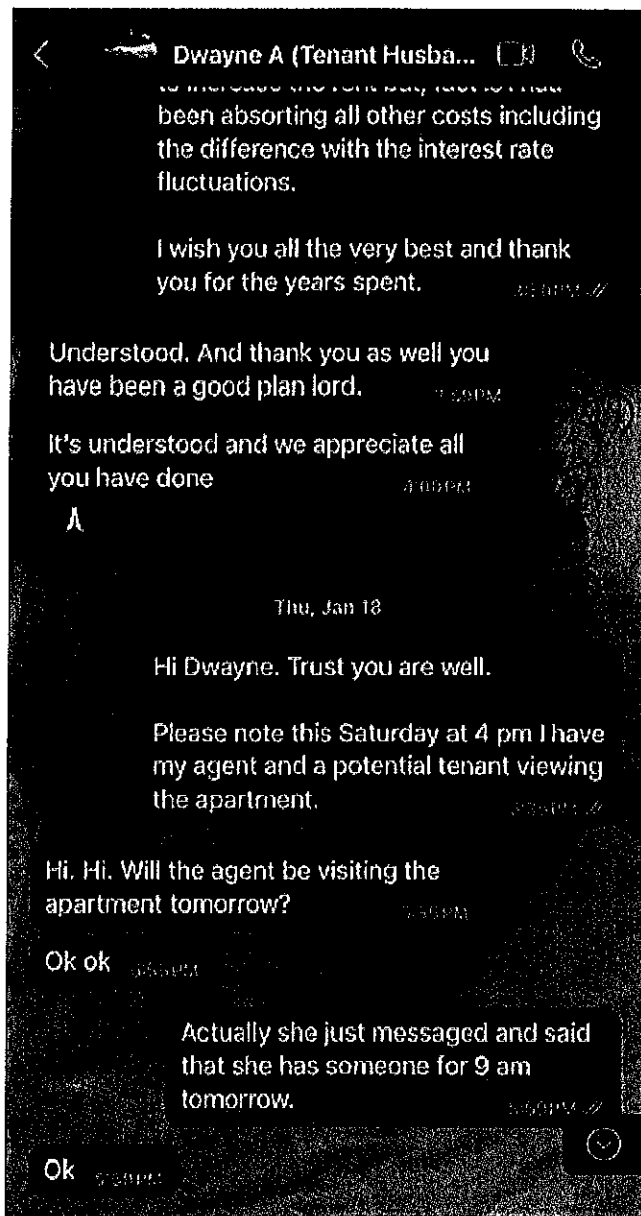 Dwayne A (Tenant Husba...
been absorting all other costs including
the difference with the interest rate
fluctuations.
I wish you all the very best and thank
you for the years spent.
Understood. And thank you as well you
have been a good plan lord.
It's understood and we appreciate all
you have done
Thu, Jan 18
Hi Dwayne. Trust you are well.
Please note this Saturday at 4 pm I have
my agent and a potential tenant viewing
the apartment.
Hi. Hi. Will the agent be visiting the
apartment tomorrow?
Ok ok
Actually she just messaged and said
that she has someone for 9 am
tomorrow.
Ok